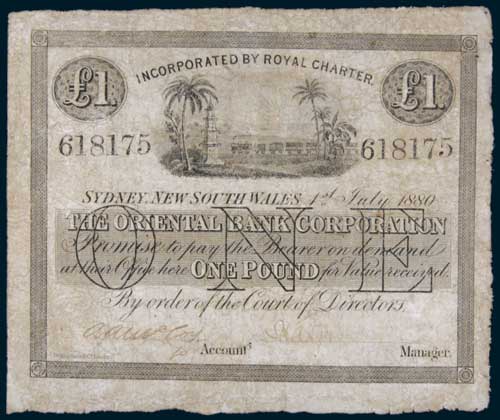 INCORPORATED BY ROYAL CHARTER.
£1. £1.
618175 618175
SYDNEY, NEW SOUTH WALES 1st July 1880
THE ORIENTAL BANK CORPORATION
Promise to pay the Bearer on demand
at their Office here ONE POUND for Value received.
ONE
By order of the Court of Directors.
Accountt Manager.